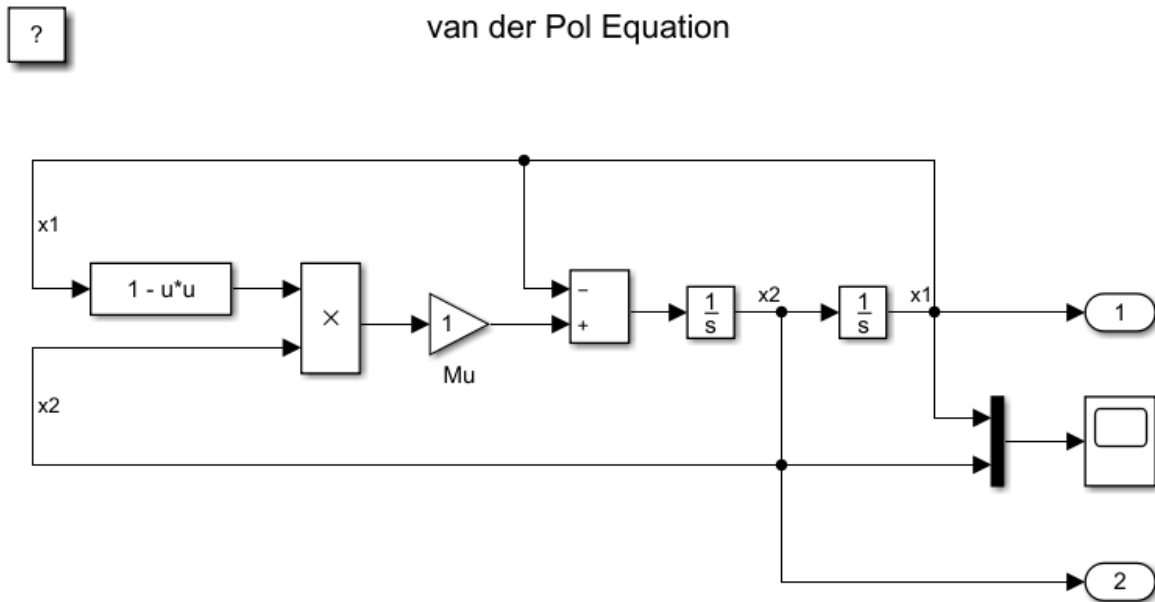 ?
van der Pol Equation
x1
1 - u*u
×
1
Mu
x2
−
+
1
s
x2
1
s
x1
1
2